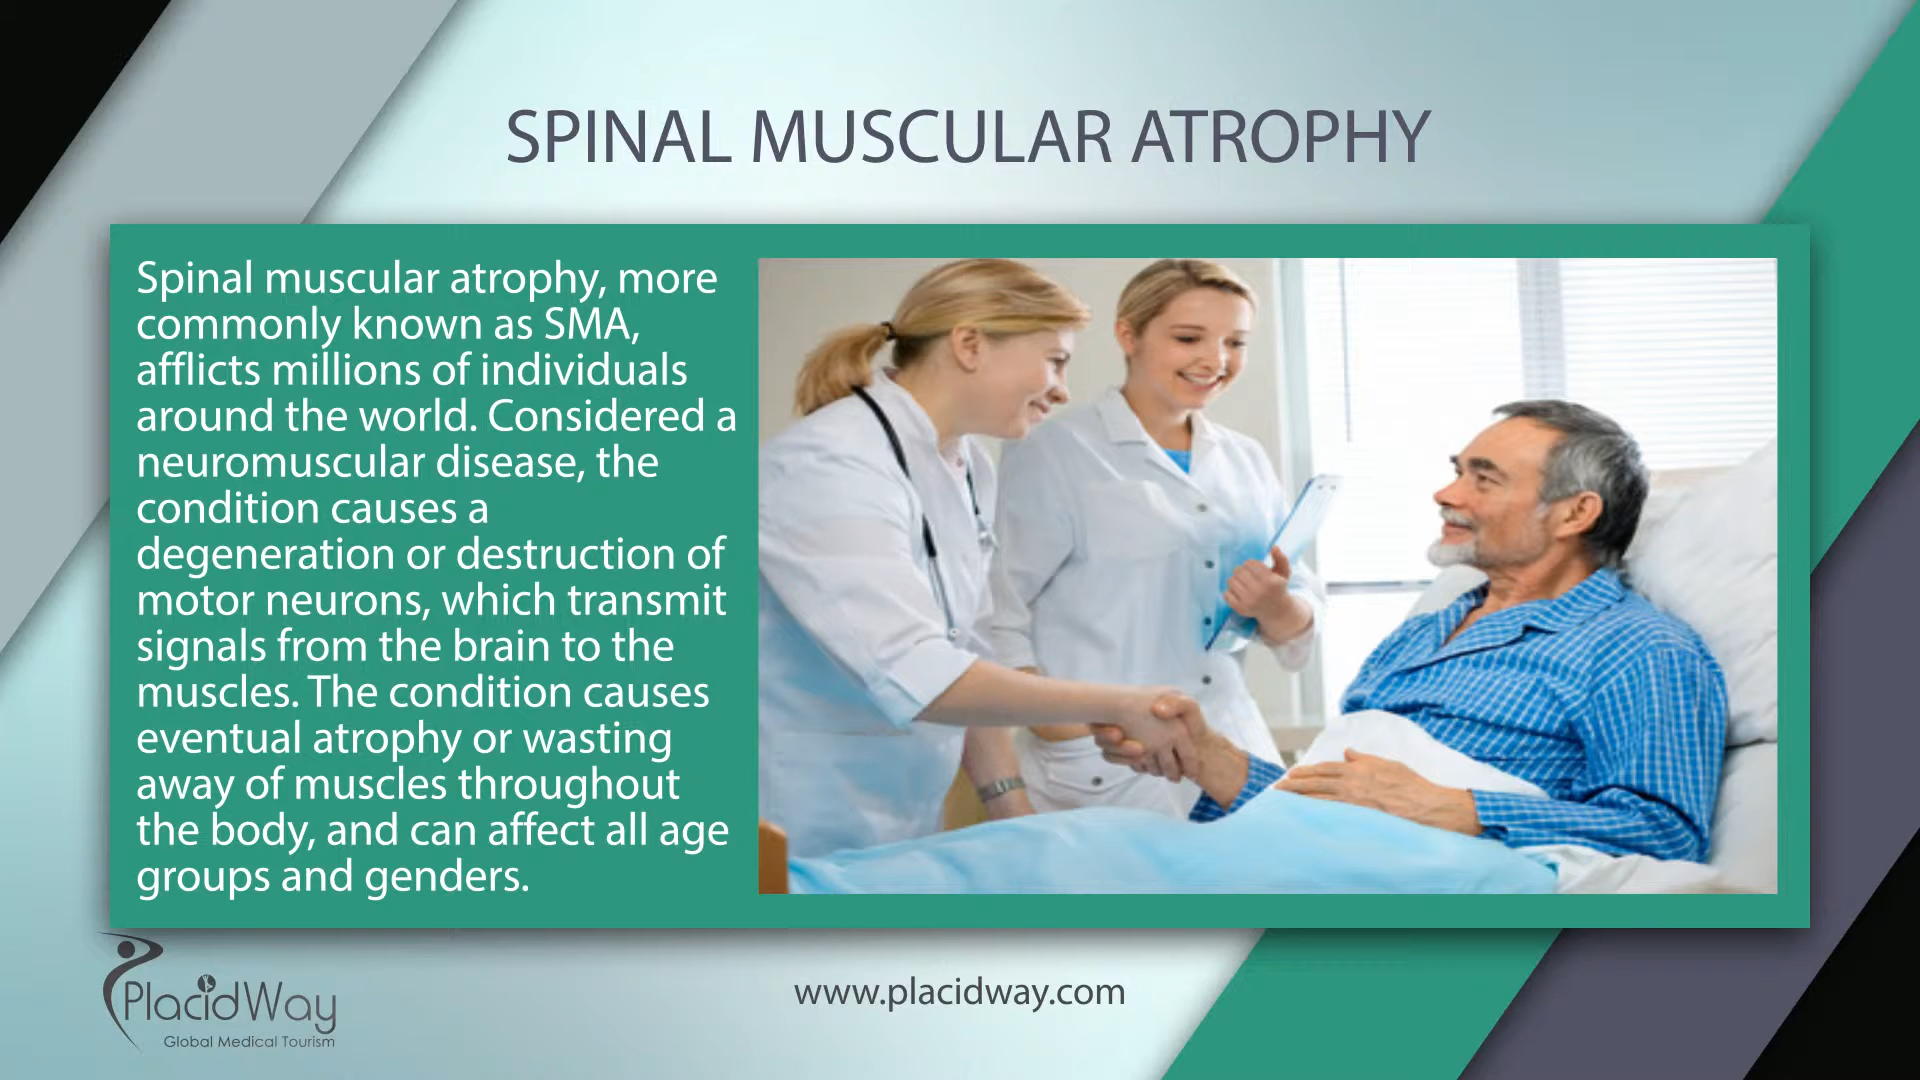 SPINAL MUSCULAR ATROPHY
Spinal muscular atrophy, more
commonly known as SMA,
afflicts millions of individuals
around the world. Considered a
neuromuscular disease, the
condition causes a
degeneration or destruction of
motor neurons, which transmit
signals from the brain to the
muscles. The condition causes
eventual atrophy or wasting
away of muscles throughout
the body, and can affect all age
groups and genders.
PlacidWay
Global Medical Tourism
www.placidway.com